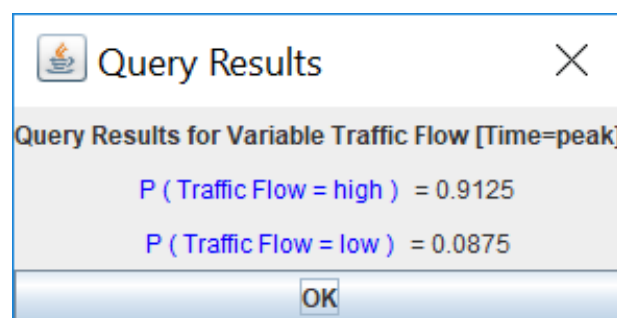 Query Results
Query Results for Variable Traffic Flow [Time=peak]
P ( Traffic Flow = high ) = 0.9125
P ( Traffic Flow = low ) = 0.0875
OK